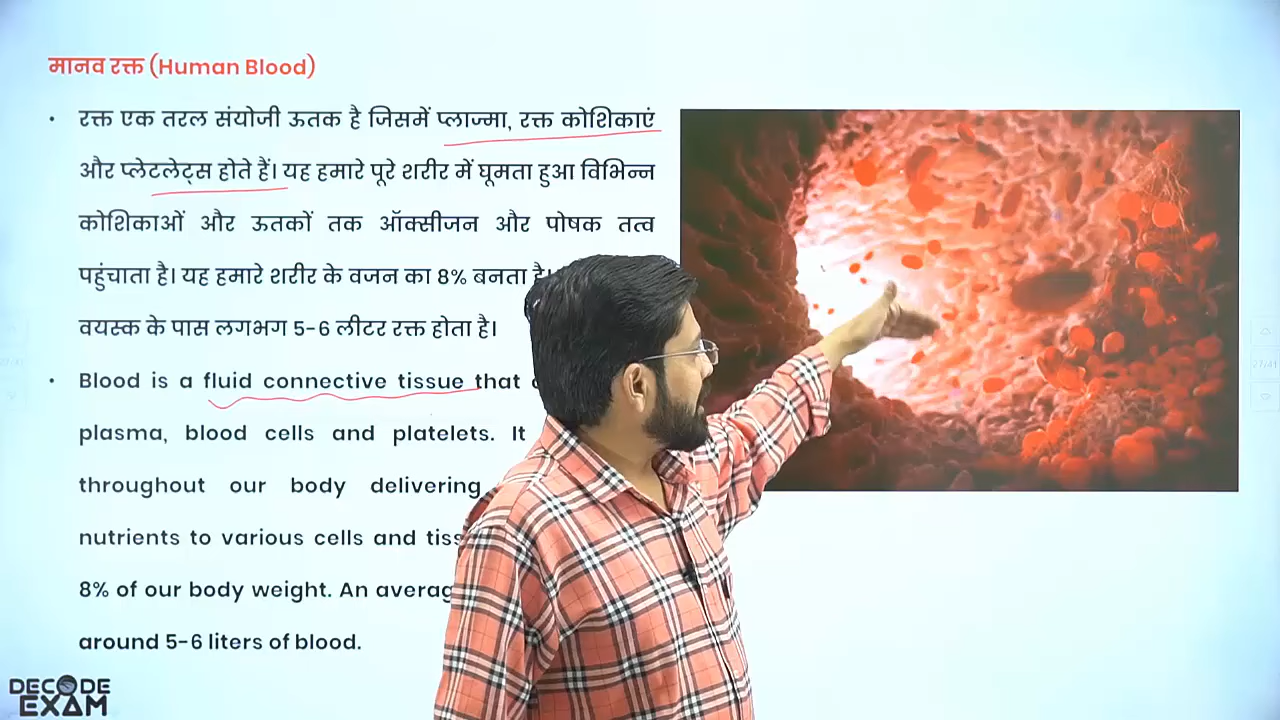 मानव रक्त (Human Blood)
• रक्त एक तरल संयोजी ऊतक है जिसमें प्लाज्मा, रक्त कोशिकाएं
और प्लेटलेट्स होते हैं। यह हमारे पूरे शरीर में घूमता हुआ विभिन्न
कोशिकाओं और ऊतकों तक ऑक्सीजन और पोषक तत्व
पहुंचाता है। यह हमारे शरीर के वजन का 8% बनता है।
वयस्क के पास लगभग 5-6 लीटर रक्त होता है।
• Blood is a fluid connective tissue that
plasma, blood cells and platelets. It
throughout our body delivering
nutrients to various cells and
8% of our body weight. An
around 5-6 liters of blood.
DECODE
EXAM
27/41